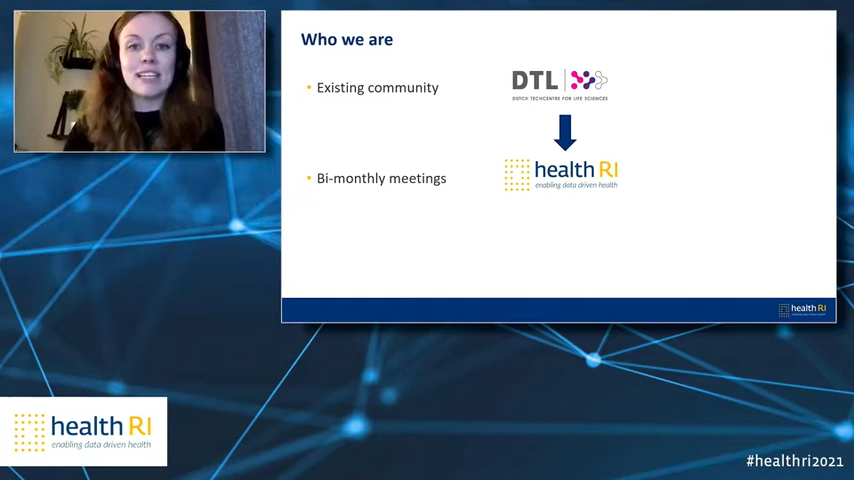 Who we are
• Existing community
DTL
DUTCH TECHCENTRE FOR LIFE SCIENCES
• Bi-monthly meetings
health RI
enabling data driven health
health RI
health RI
enabling data driven health
#healthri2021